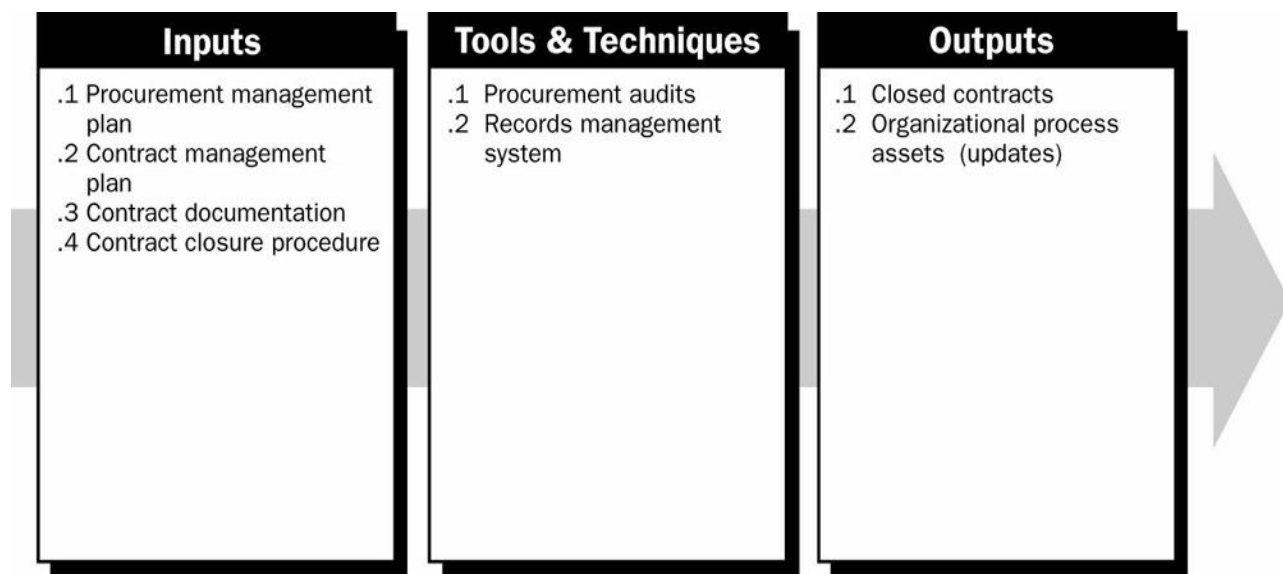 Inputs
.1 Procurement management
plan
.2 Contract management
plan
.3 Contract documentation
.4 Contract closure procedure
Tools & Techniques
.1 Procurement audits
.2 Records management
system
Outputs
.1 Closed contracts
.2 Organizational process
assets (updates)